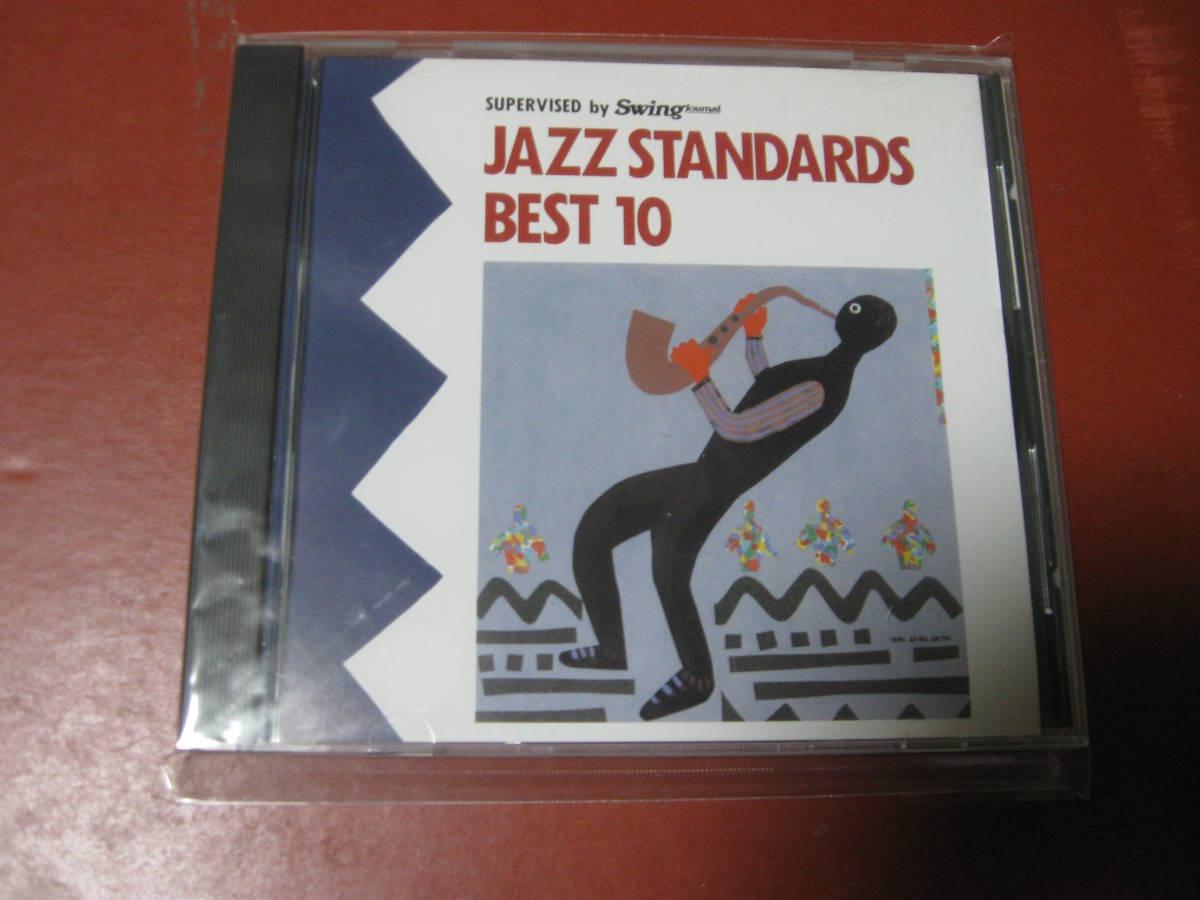 SUPERVISED by Swing Journal
JAZZ STANDARDS
BEST 10